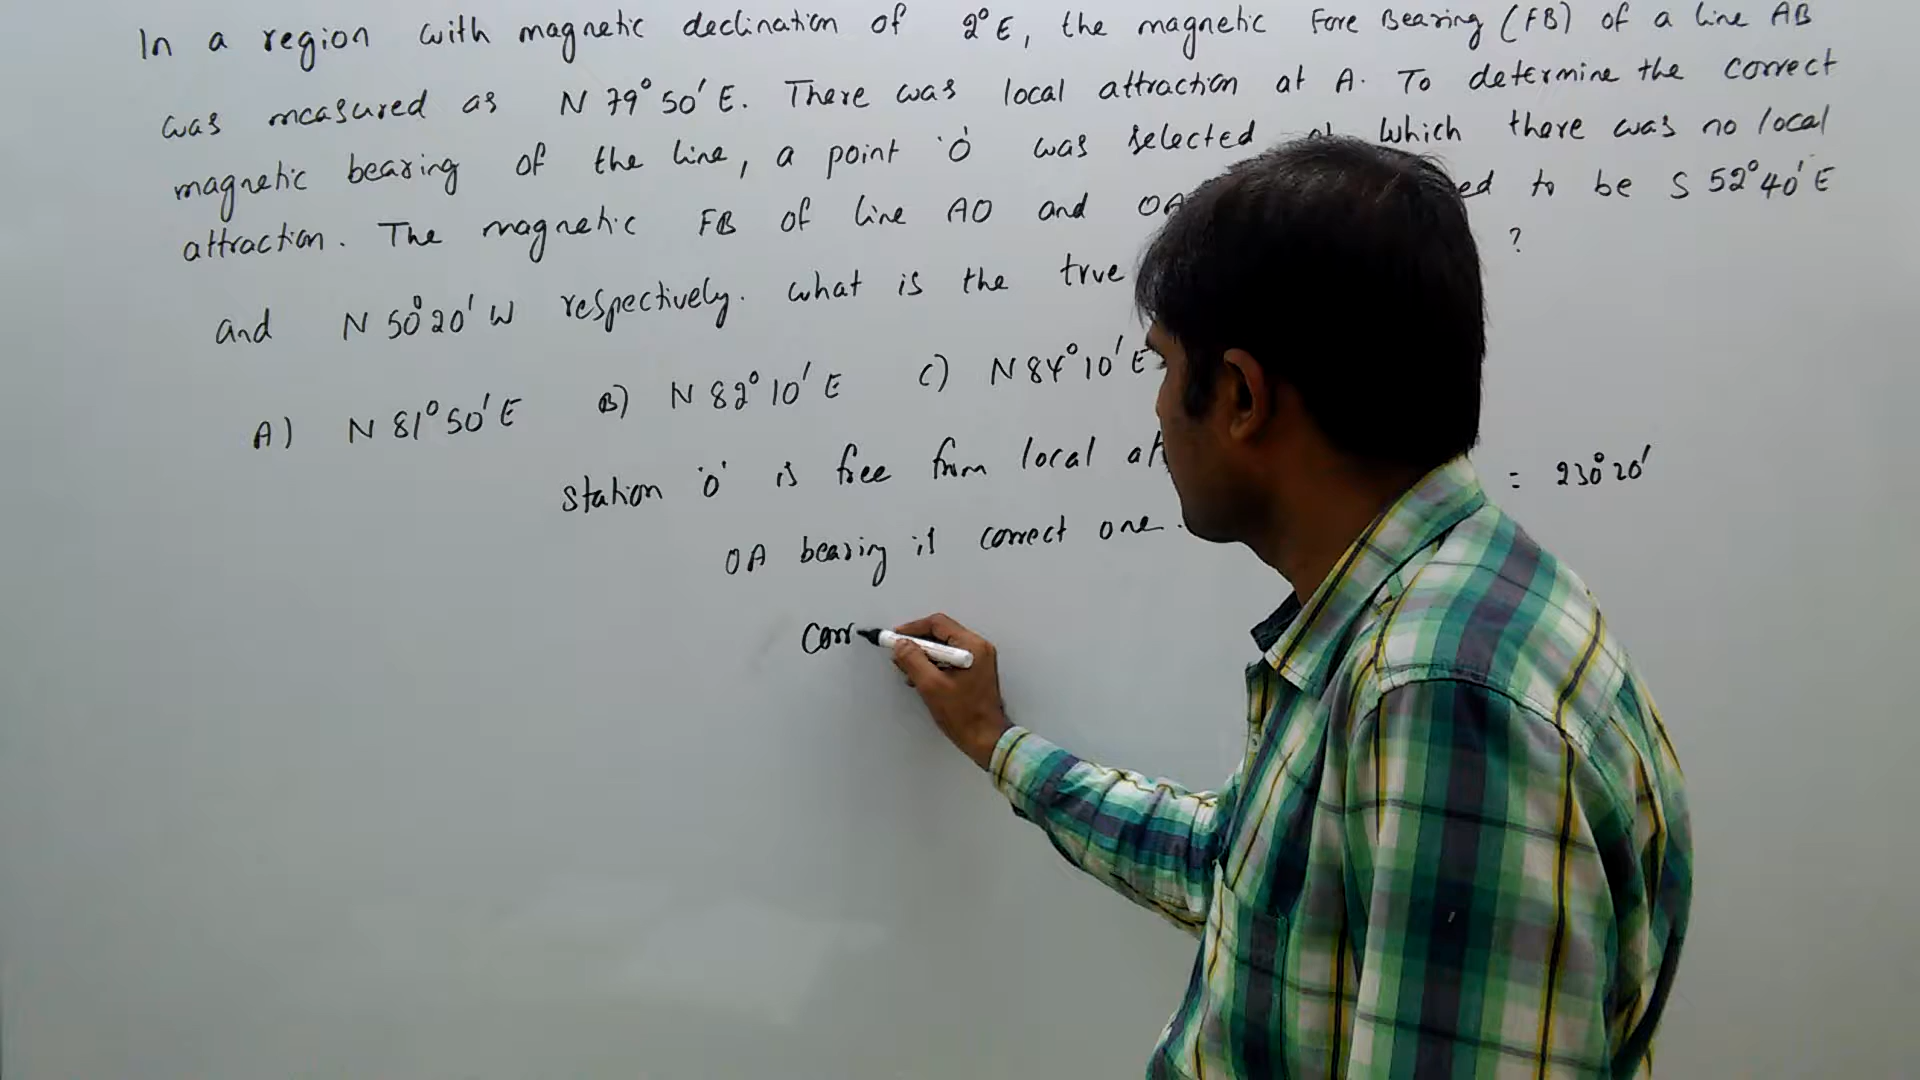 In a region with magnetic declination of 2°E, the magnetic Fore Bearing (FB) of a line AB
was measured as N 79° 50' E. There was local attraction at A. To determine the correct
magnetic bearing of the line, a point 'O' was selected which there was no local
attraction. The magnetic FB of line AO and OA to be S 52° 40' E
and N 50° 20' W respectively. what is the true ?
A) N 81° 50' E B) N 82° 10' E C) N 84° 10' E
station 'O' is free from local = 230° 20'
OA bearing is correct one.
Corr